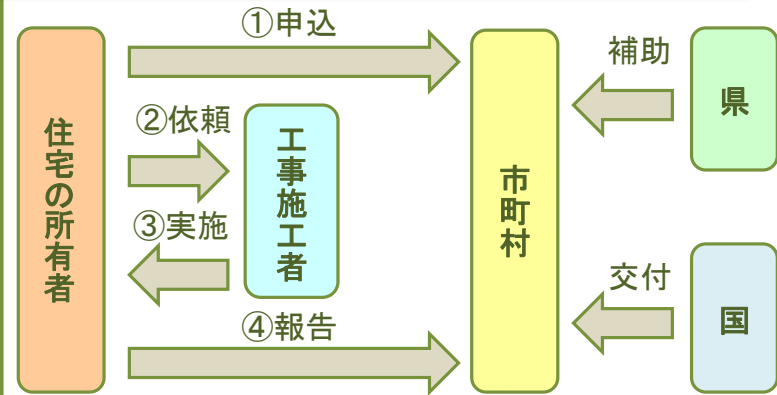 ①申込
補助
県
②依頼
住宅の所有者
工事施工者
市町村
③実施
交付
国
④報告